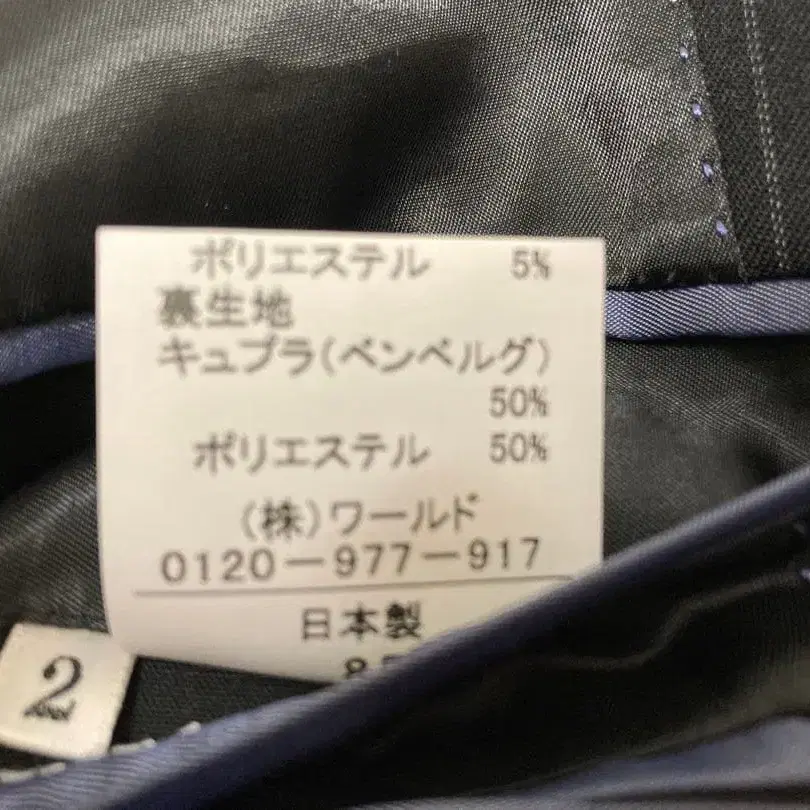 ポリエステル 5%
裏生地
キュプラ(ベンベルグ)
50%
ポリエステル 50%
(株)ワールド
0120-977-917
日本製
2